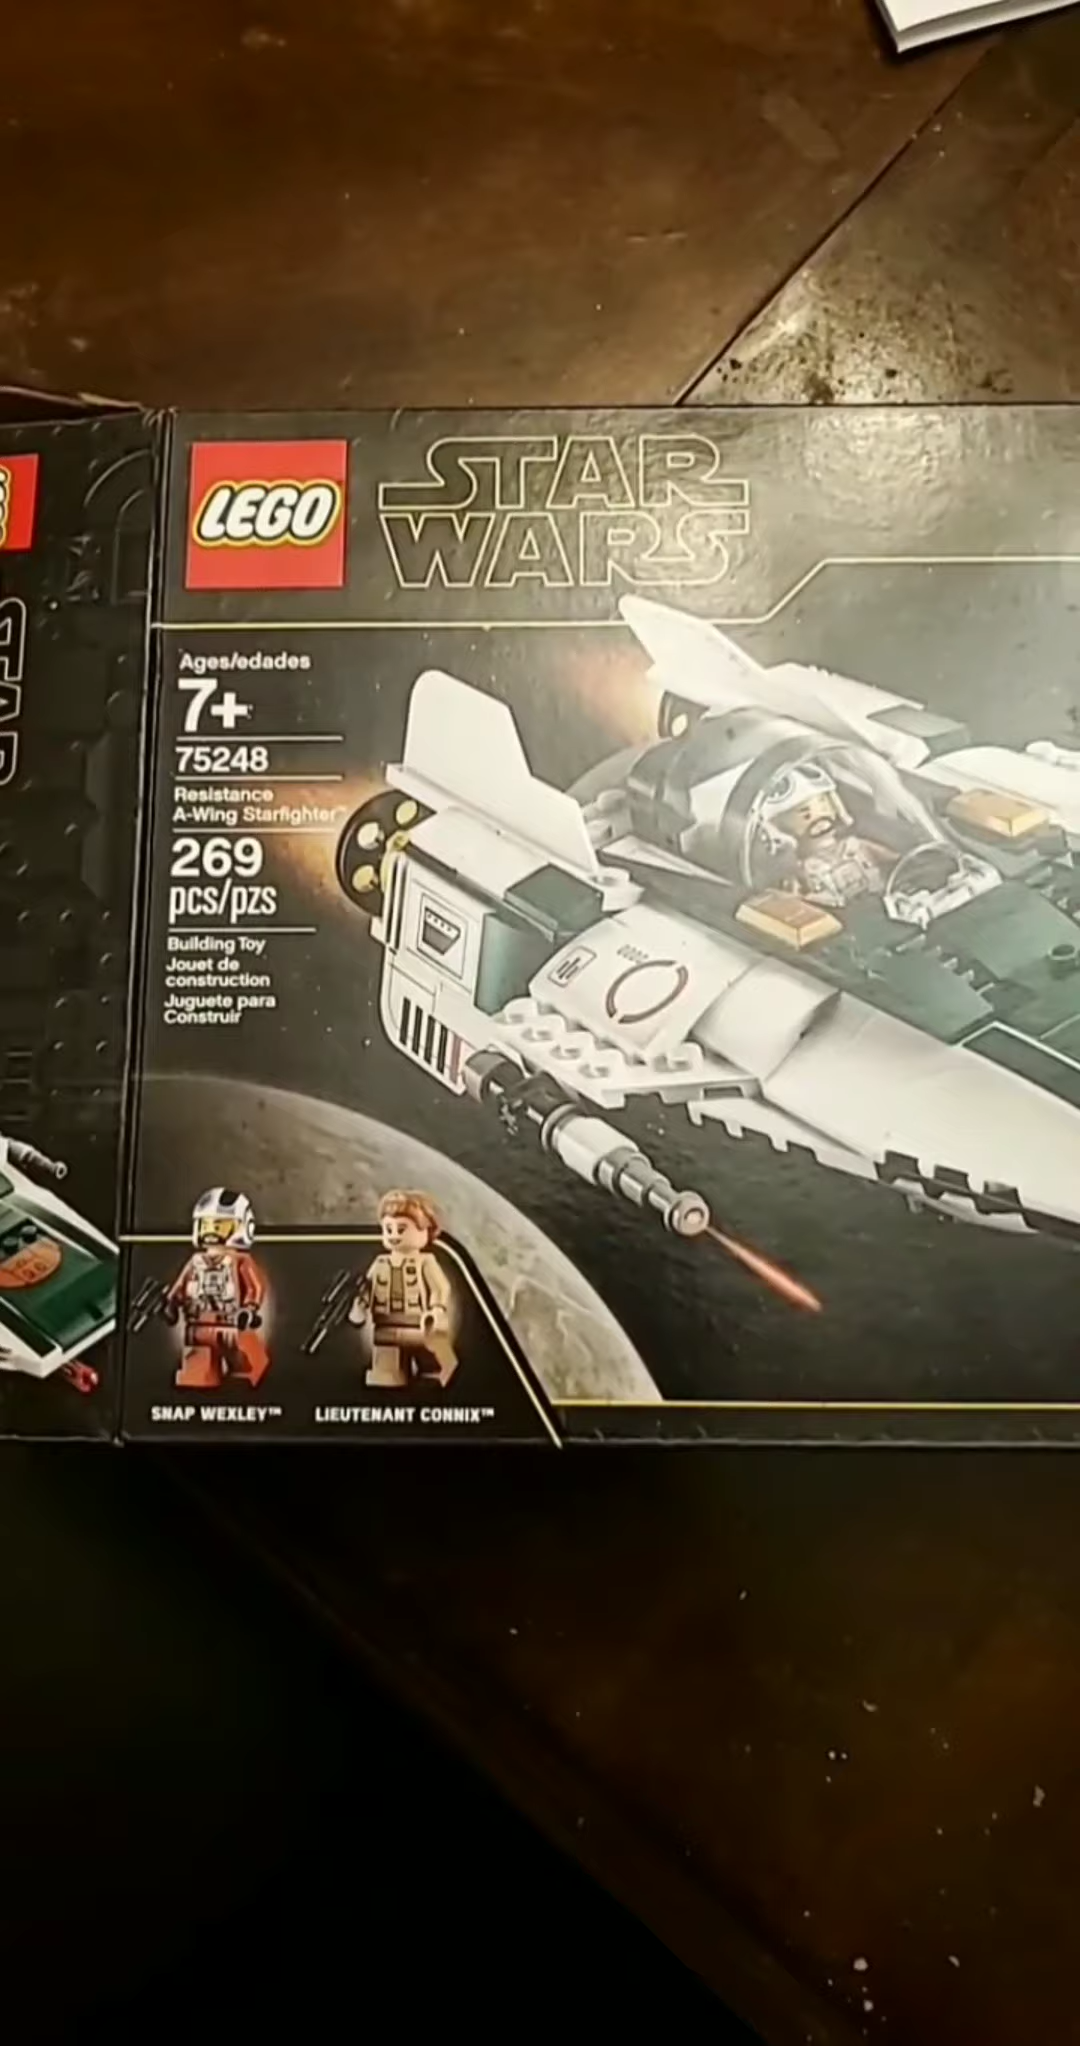 LEGO
STAR
WARS
Ages/edades
7+
75248
Resistance
A-Wing Starfighter™
269
pcs/pzs
Building Toy
Jouet de
construction
Juguete para
Construir
SNAP WEXLEY™
LIEUTENANT CONNIX™